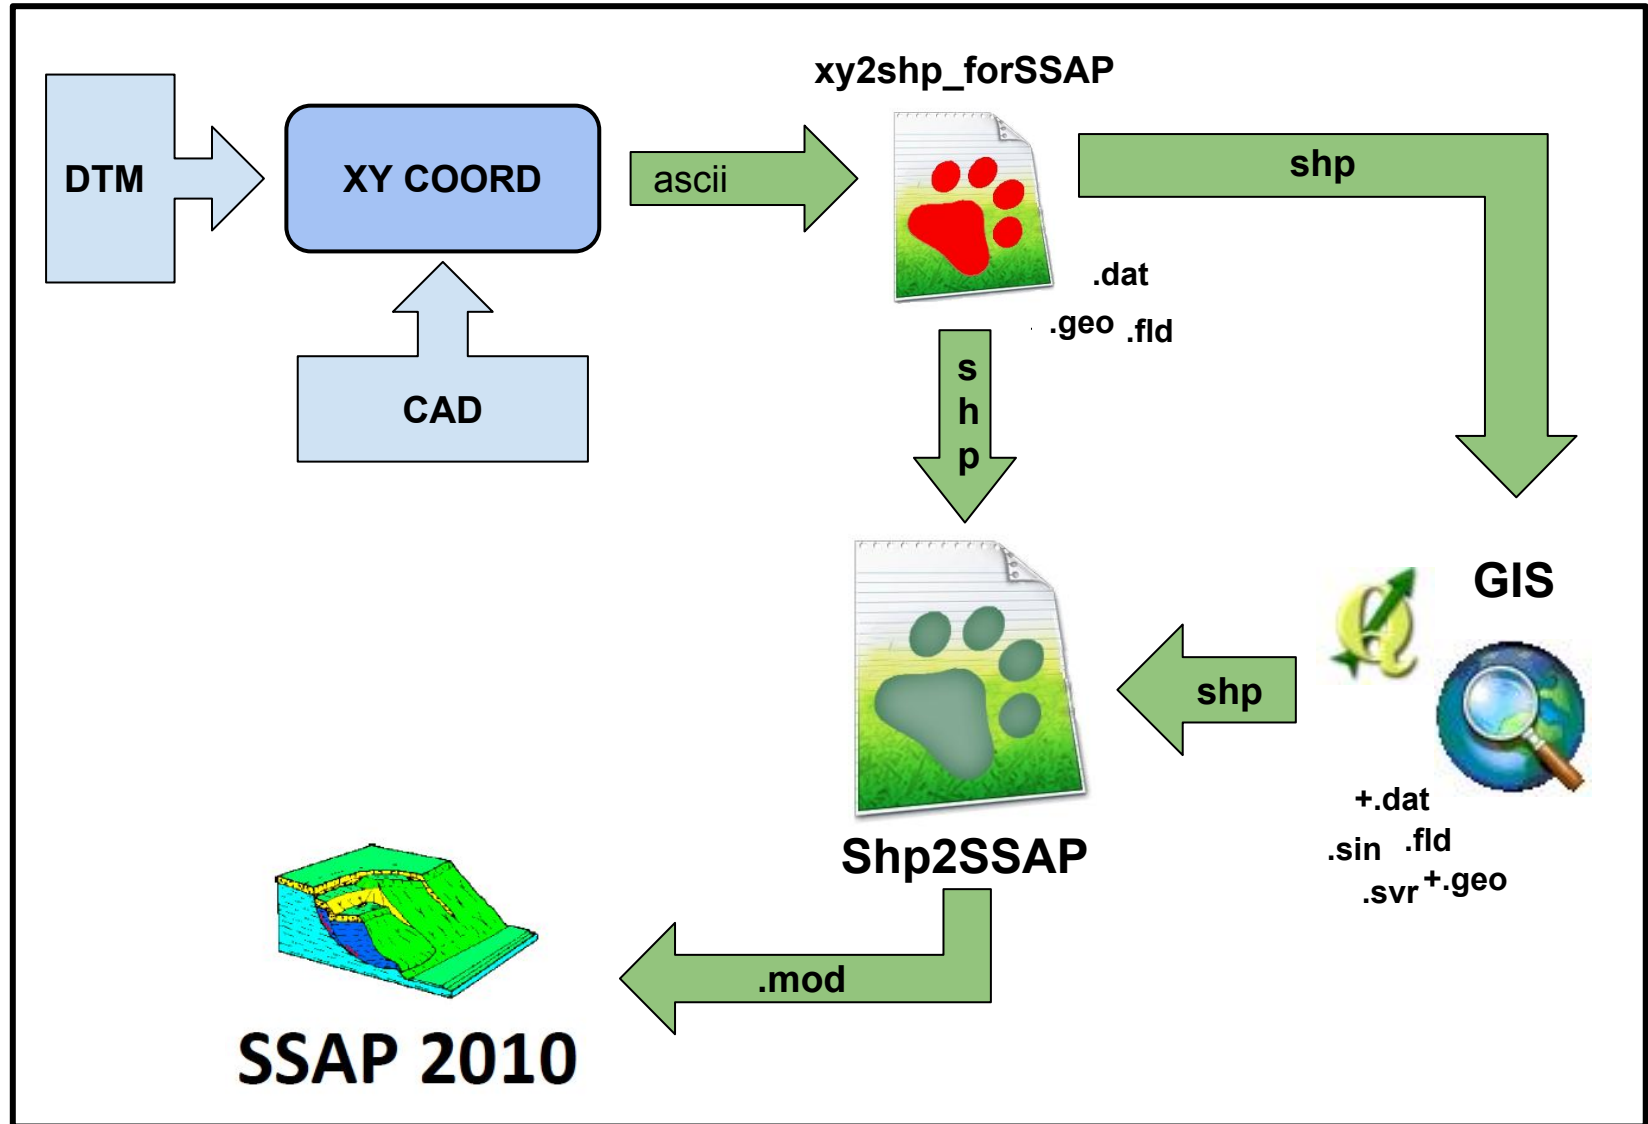 xy2shp_forSSAP
DTM
XY COORD
ascii
shp
.dat
.geo .fld
CAD
s
h
p
GIS
shp
+.dat
.sin .fld
.svr +.geo
Shp2SSAP
.mod
SSAP 2010